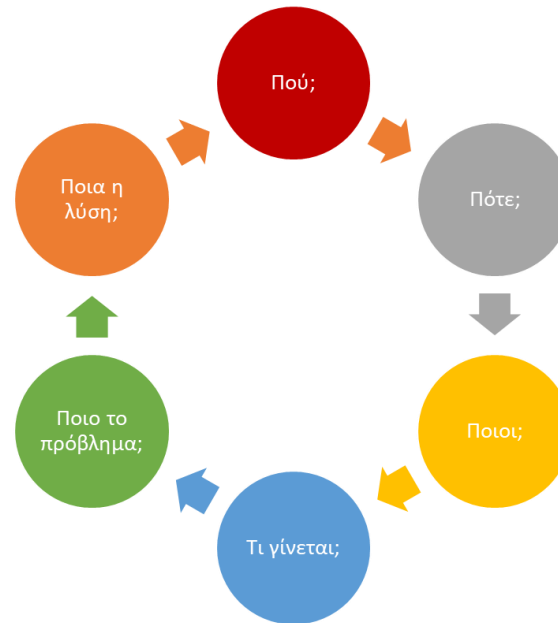 Πού;
Πότε;
Ποιοι;
Τι γίνεται;
Ποιο το
πρόβλημα;
Ποια η
λύση;